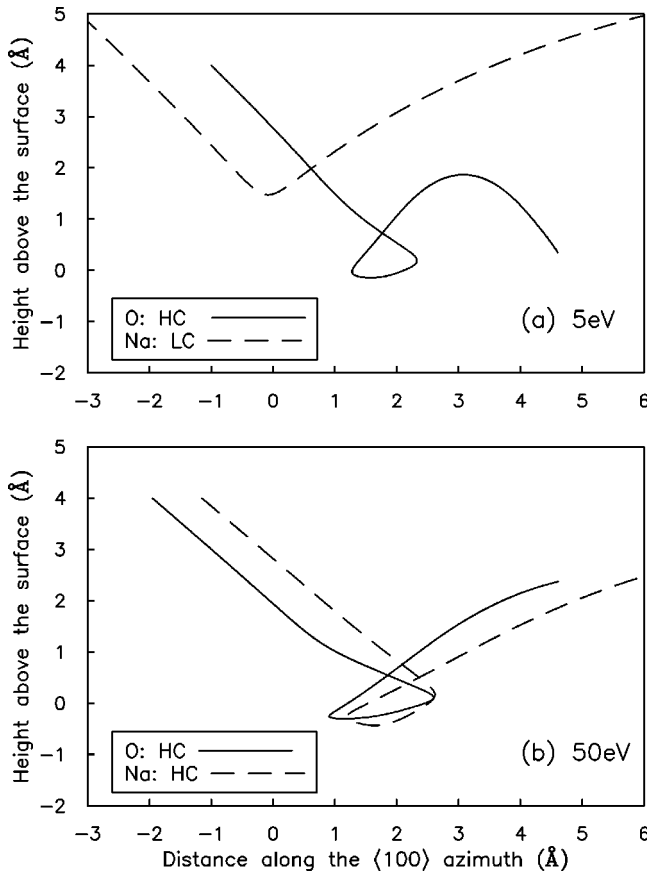 5
4
3
2
1
0
−1
−2
Height above the surface (Å)
O: HC
Na: LC
(a) 5eV
−3 −2 −1 0 1 2 3 4 5 6
5
4
3
2
1
0
−1
−2
Height above the surface (Å)
O: HC
Na: HC
(b) 50eV
−3 −2 −1 0 1 2 3 4 5 6
Distance along the ⟨100⟩ azimuth (Å)